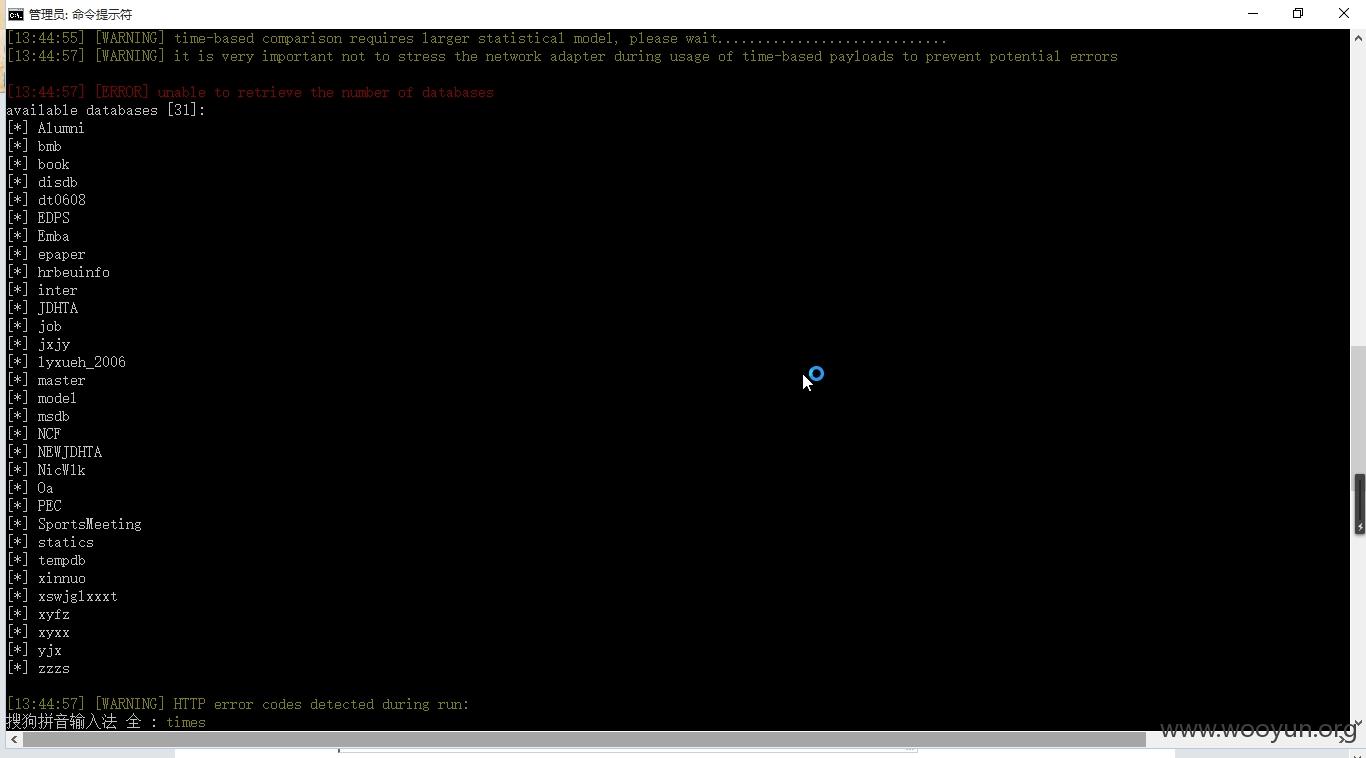 管理员: 命令提示符
[13:44:55] [WARNING] time-based comparison requires larger statistical model, please wait.............................
[13:44:57] [WARNING] it is very important not to stress the network adapter during usage of time-based payloads to prevent potential errors
[13:44:57] [ERROR] unable to retrieve the number of databases
available databases [31]:
[*] Alumni
[*] bmb
[*] book
[*] disdb
[*] dt0608
[*] EDPS
[*] Emba
[*] epaper
[*] hrbeuinfo
[*] inter
[*] JDHTA
[*] job
[*] jxjy
[*] lyxueh_2006
[*] master
[*] model
[*] msdb
[*] NCF
[*] NEWJDHTA
[*] NicWlk
[*] Oa
[*] PEC
[*] SportsMeeting
[*] statics
[*] tempdb
[*] xinnuo
[*] xswjglxxxt
[*] xyfz
[*] xyxx
[*] yjx
[*] zzzs
[13:44:57] [WARNING] HTTP error codes detected during run:
搜狗拼音输入法 全 : times
www.wooyun.org